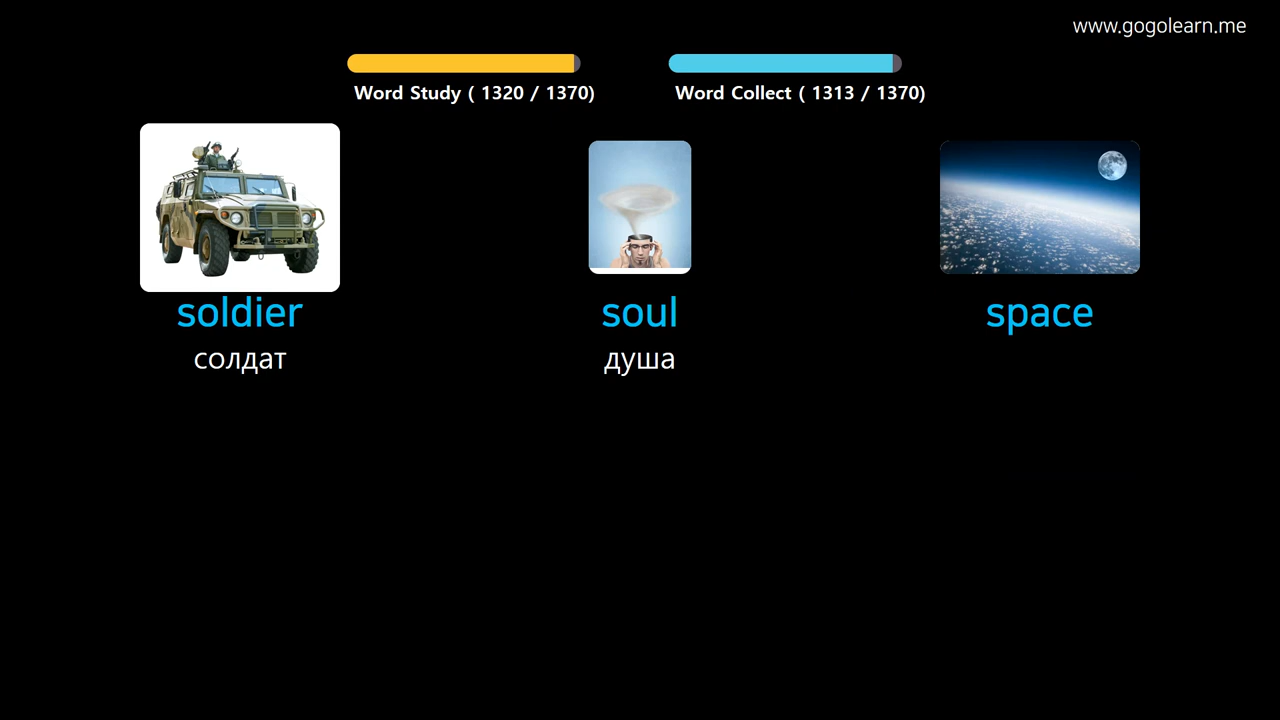 www.gogolearn.me
Word Study ( 1320 / 1370)
Word Collect ( 1313 / 1370)
soldier
soul
space
солдат
душа